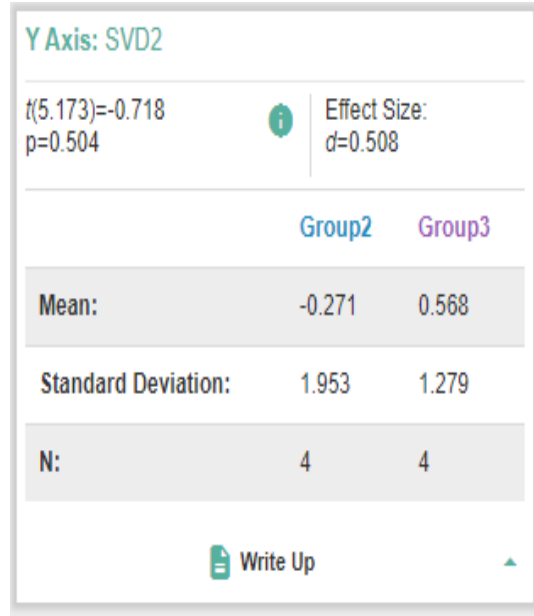 Y Axis: SVD2
t(5.173)=-0.718
p=0.504
Effect Size:
d=0.508
Group2 Group3
Mean: -0.271 0.568
Standard Deviation: 1.953 1.279
N: 4 4
Write Up